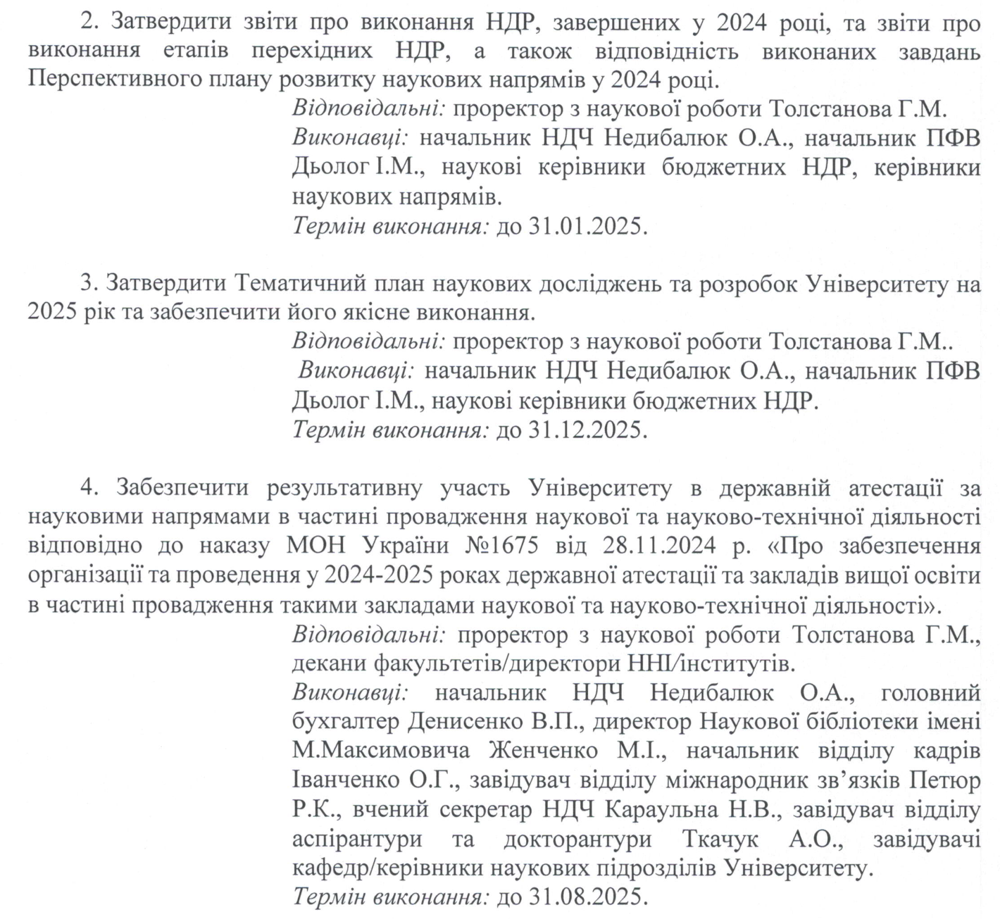 2. Затвердити звіти про виконання НДР, завершених у 2024 році, та звіти про
виконання етапів перехідних НДР, а також відповідність виконаних завдань
Перспективного плану розвитку наукових напрямів у 2024 році.
Відповідальні: проректор з наукової роботи Толстанова Г.М.
Виконавці: начальник НДЧ Недибалюк О.А., начальник ПФВ
Дьолог І.М., наукові керівники бюджетних НДР, керівники
наукових напрямів.
Термін виконання: до 31.01.2025.
3. Затвердити Тематичний план наукових досліджень та розробок Університету на
2025 рік та забезпечити його якісне виконання.
Відповідальні: проректор з наукової роботи Толстанова Г.М..
Виконавці: начальник НДЧ Недибалюк О.А., начальник ПФВ
Дьолог І.М., наукові керівники бюджетних НДР.
Термін виконання: до 31.12.2025.
4. Забезпечити результативну участь Університету в державній атестації за
науковими напрямами в частині провадження наукової та науково-технічної діяльності
відповідно до наказу МОН України №1675 від 28.11.2024 р. «Про забезпечення
організації та проведення у 2024-2025 роках державної атестації та закладів вищої освіти
в частині провадження такими закладами наукової та науково-технічної діяльності».
Відповідальні: проректор з наукової роботи Толстанова Г.М.,
декани факультетів/директори ННІ/інститутів.
Виконавці: начальник НДЧ Недибалюк О.А., головний
бухгалтер Денисенко В.П., директор Наукової бібліотеки імені
М.Максимовича Женченко М.І., начальник відділу кадрів
Іванченко О.Г., завідувач відділу міжнародник зв’язків Петюр
Р.К., вчений секретар НДЧ Караульна Н.В., завідувач відділу
аспірантури та докторантури Ткачук А.О., завідувачі
кафедр/керівники наукових підрозділів Університету.
Термін виконання: до 31.08.2025.